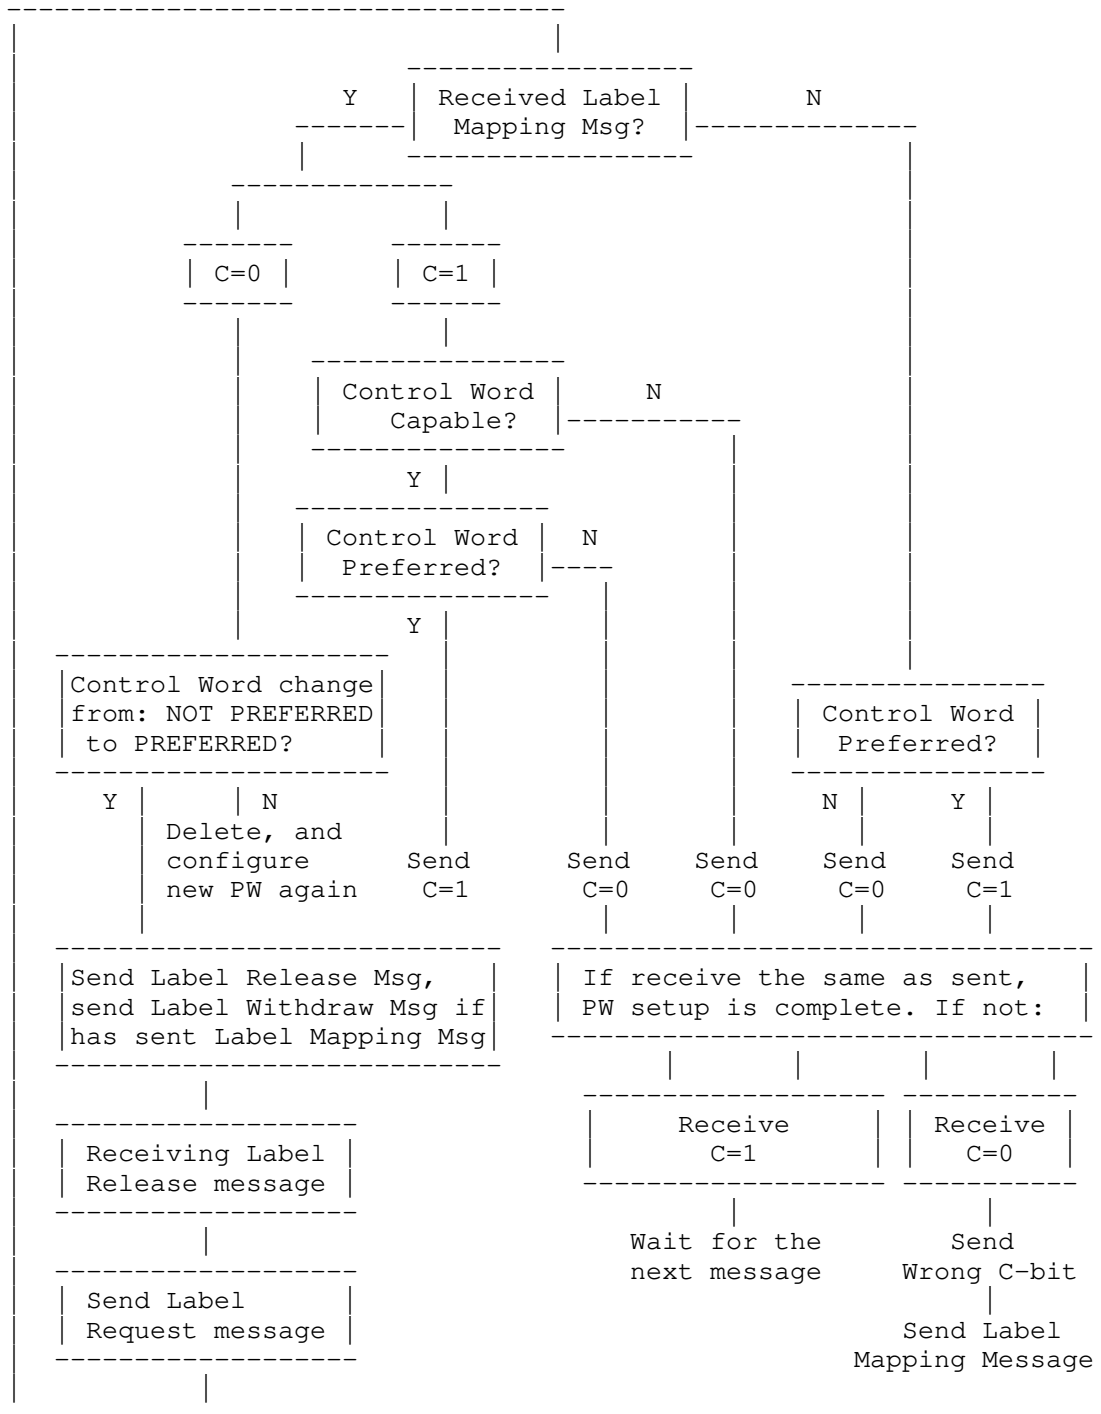 Y Received Label N
Mapping Msg?
C=0 C=1
Control Word N
Capable?
Y
Control Word N
Preferred?
Y
Control Word change
from: NOT PREFERRED Control Word
to PREFERRED? Preferred?
Y N N Y
Delete, and
configure Send Send Send Send Send
new PW again C=1 C=0 C=0 C=0 C=1
Send Label Release Msg, If receive the same as sent,
send Label Withdraw Msg if PW setup is complete. If not:
has sent Label Mapping Msg
Receive Receive
Receiving Label C=1 C=0
Release message
Wait for the Send
next message Wrong C-bit
Send Label
Request message Send Label
Mapping Message